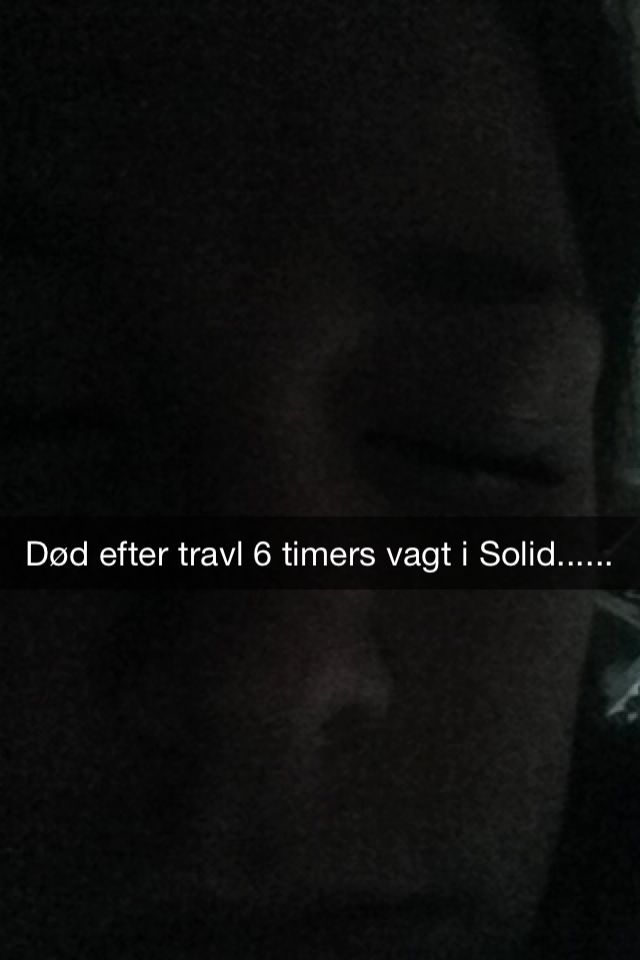 Død efter travl 6 timers vagt i Solid......